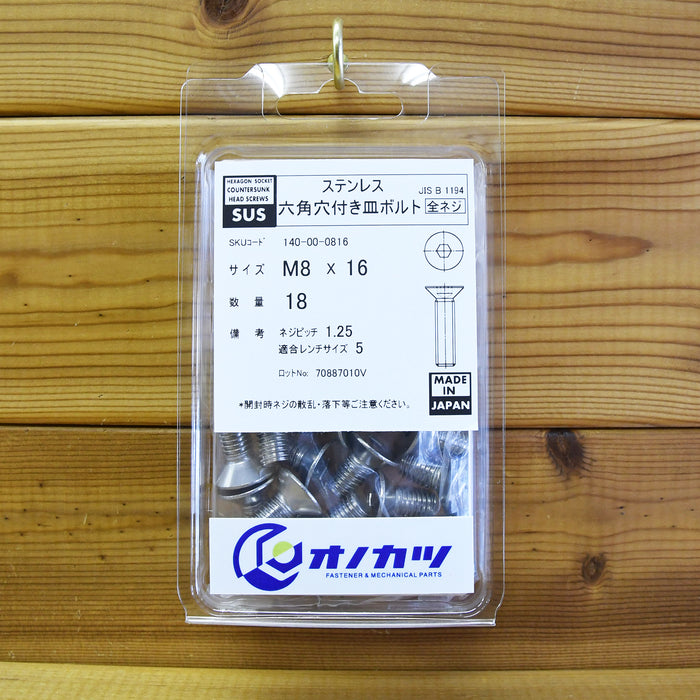 HEXAGON SOCKET
COUNTERSUNK
HEAD SCREWS
SUS
ステンレス
JIS B 1194
六角穴付き皿ボルト 全ネジ
SKUコード 140-00-0816
サイズ M8 x 16
数量 18
備考 ネジピッチ 1.25
適合レンチサイズ 5
ロットNo: 70887010V
MADE
IN
JAPAN
*開封時ネジの散乱・落下等ご注意ください。
オノカツ
FASTENER & MECHANICAL PARTS